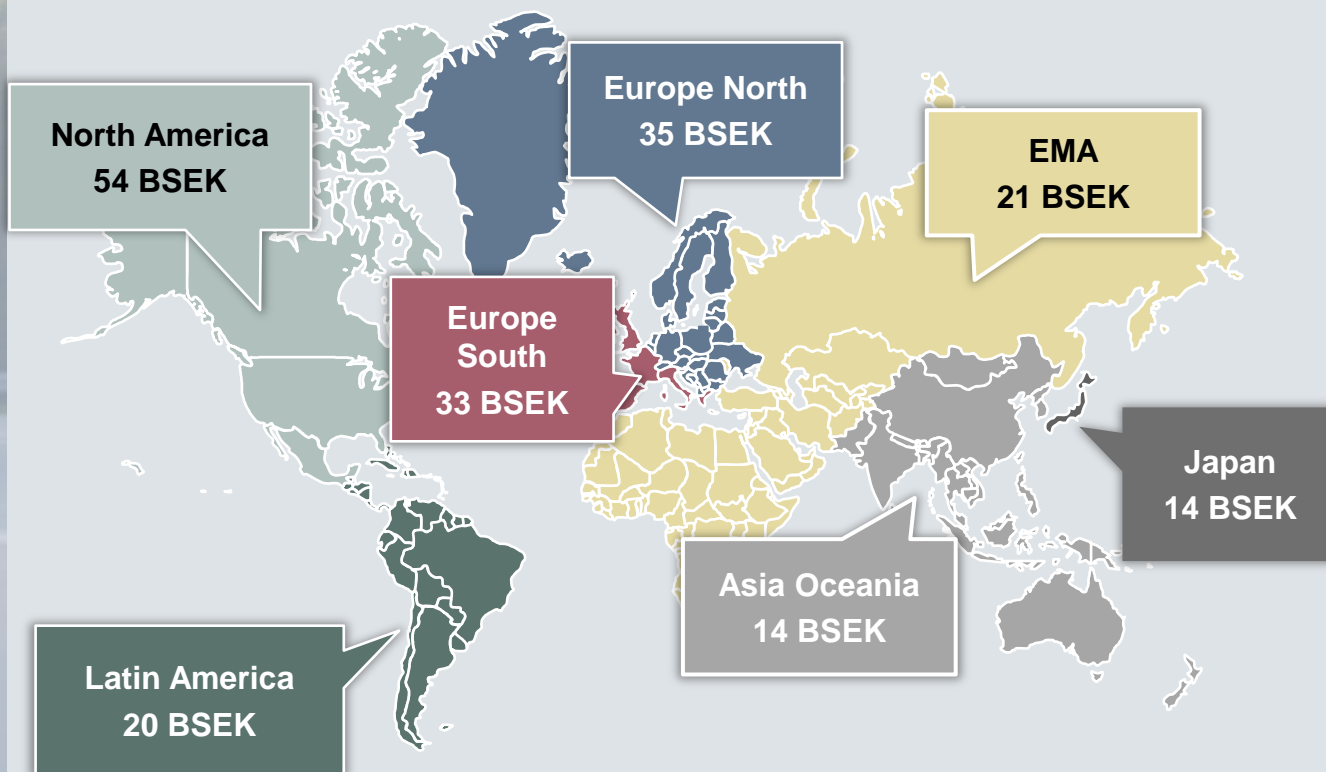 North America
54 BSEK
Europe North
35 BSEK
EMA
21 BSEK
Europe
South
33 BSEK
Japan
14 BSEK
Asia Oceania
14 BSEK
Latin America
20 BSEK